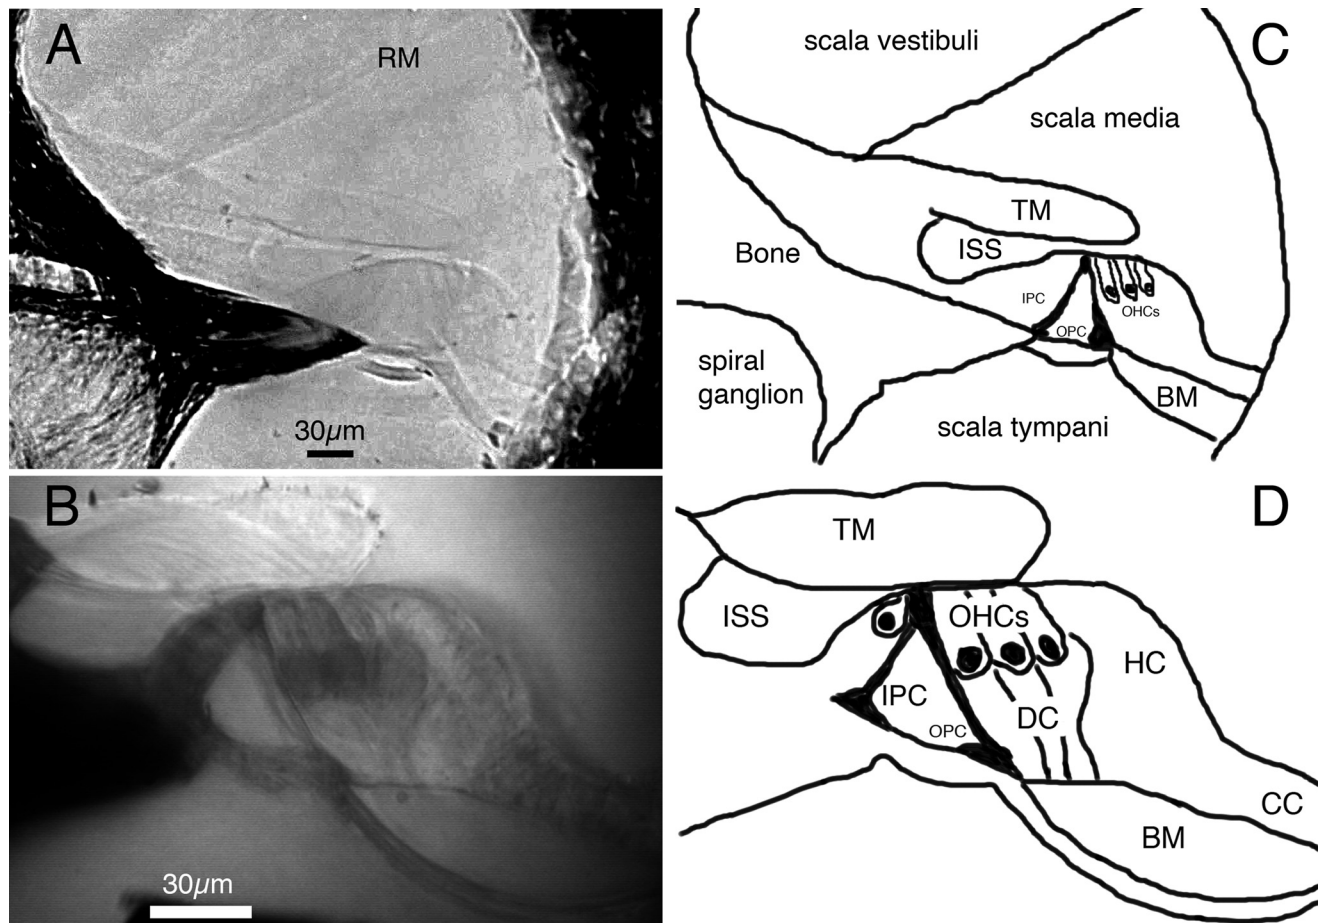 A
RM
30µm
C
scala vestibuli
scala media
TM
ISS
Bone
IPC
OPC
OHCs
spiral
ganglion
BM
scala tympani
B
30µm
D
TM
ISS
OHCs
HC
IPC
DC
OPC
CC
BM